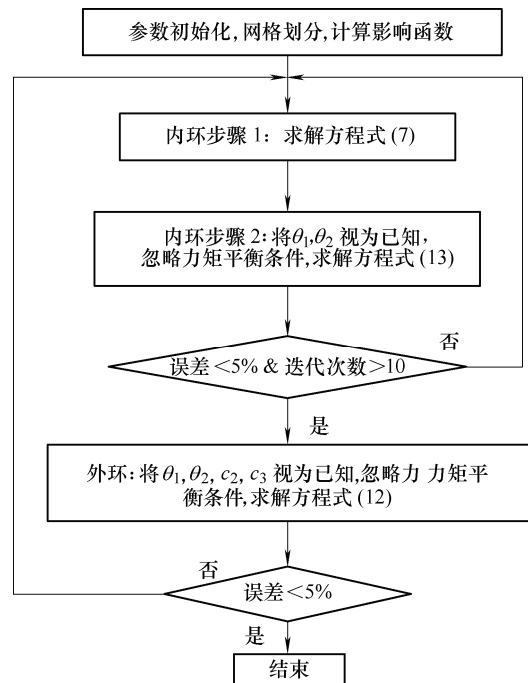 参数初始化,网格划分,计算影响函数
内环步骤 1: 求解方程式 (7)
内环步骤 2:将θ₁,θ₂ 视为已知,
忽略力矩平衡条件,求解方程式 (13)
否
误差<5% & 迭代次数>10
是
外环:将θ₁,θ₂, c₂, c₃ 视为已知,忽略力 力矩平
衡条件,求解方程式 (12)
否
误差<5%
是
结束